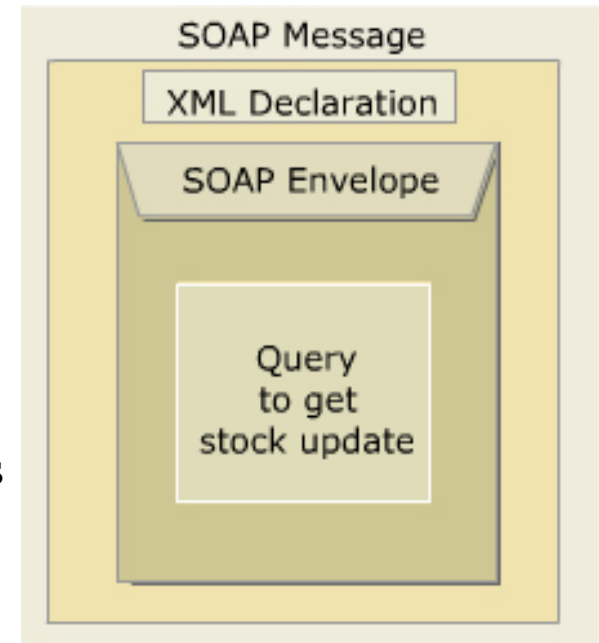 SOAP Message
XML Declaration
SOAP Envelope
Query
to get
stock update
s